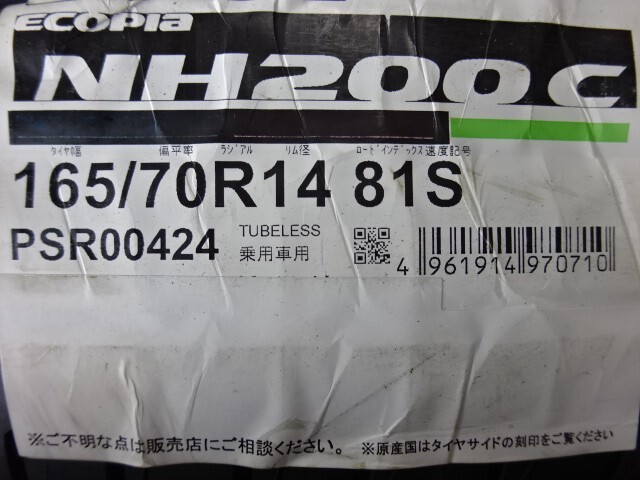 ECOPIA
NH200 C
タイヤ幅 偏平率 ラジアル リム径 ロードインデックス 速度記号
165/70R14 81S
PSR00424 TUBELESS
乗用車用
4 961914 970710
※ご不明な点は販売店にご相談ください。 ※原産国はタイヤサイドの刻印をご覧ください